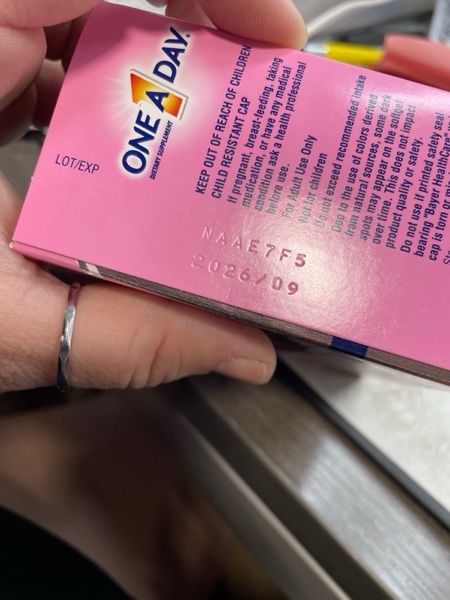 ONE A DAY
DIETARY SUPPLEMENT
LOT/EXP
KEEP OUT OF REACH OF CHILDREN
CHILD RESISTANT CAP
If pregnant, breast-feeding, taking
medication, or have any medical
condition ask a health professional
before use.
For Adult Use Only
Not for children
Do not exceed recommended intake
Due to the use of colors derived
from natural sources, some dark
spots may appear on the softgel
over time. This does not impact
product quality or safety.
Do not use if printed safety seal
bearing "Bayer HealthCare"
cap is torn or
NAAE7F5
2026/09